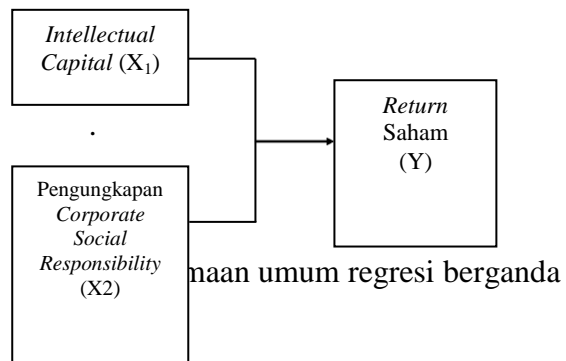 Intellectual
Capital (X₁)
.
Return
Saham
(Y)
Pengungkapan
Corporate
Social
Responsibility
(X2)
maan umum regresi berganda